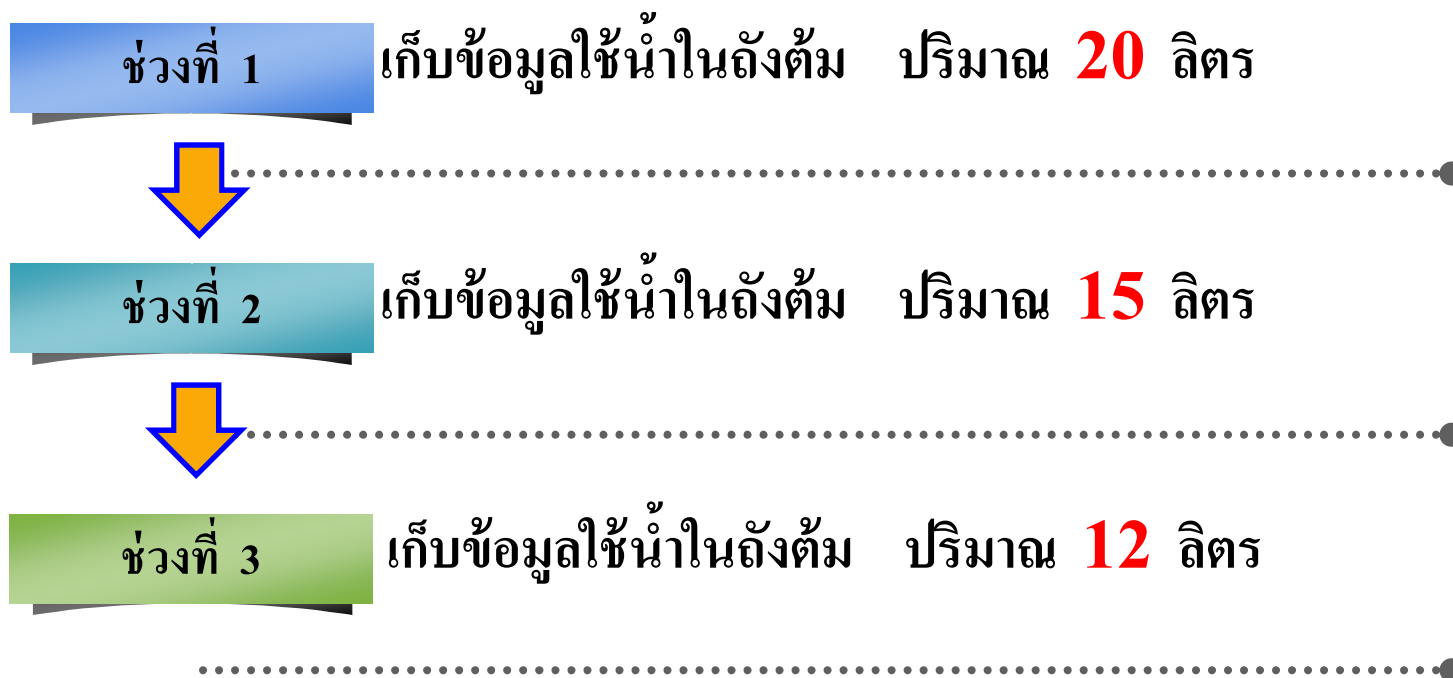 ช่วงที่ 1 เก็บข้อมูลใช้น้ำในถังต้ม ปริมาณ 20 ลิตร
ช่วงที่ 2 เก็บข้อมูลใช้น้ำในถังต้ม ปริมาณ 15 ลิตร
ช่วงที่ 3 เก็บข้อมูลใช้น้ำในถังต้ม ปริมาณ 12 ลิตร